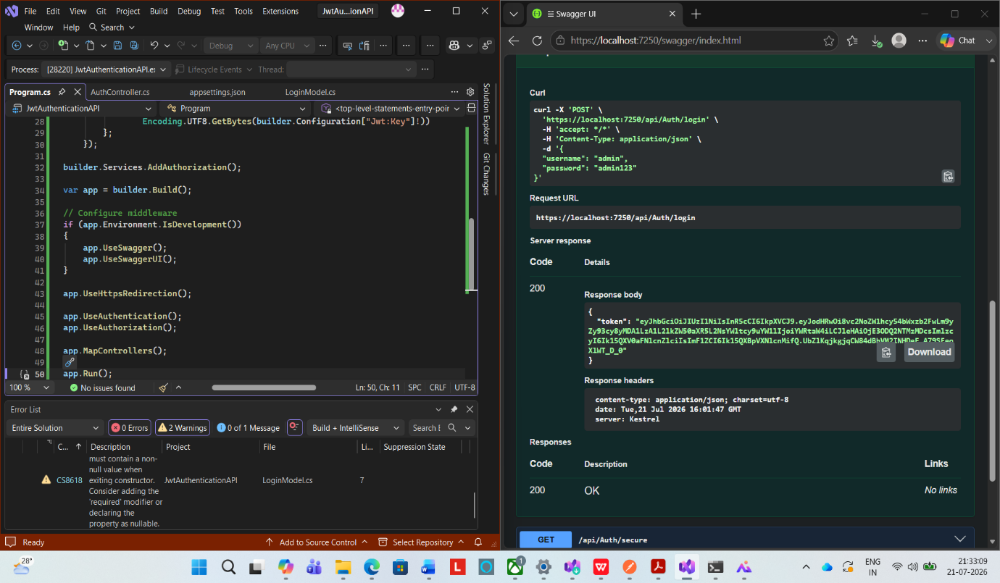 File Edit View Git Project Build Debug Test Tools Extensions JwtAu...ionAPI
Window Help Search
Debug Any CPU
Process: [28220] JwtAuthenticationAPI.e Lifecycle Events Thread:
Program.cs AuthController.cs appsettings.json LoginModel.cs
JwtAuthenticationAPI Program <top-level-statements-entry-poir
28 Encoding.UTF8.GetBytes(builder.Configuration["Jwt:Key"]!))
29 };
30 });
31
32 builder.Services.AddAuthorization();
33
34 var app = builder.Build();
35
36 // Configure middleware
37 if (app.Environment.IsDevelopment())
38 {
39 app.UseSwagger();
40 app.UseSwaggerUI();
41 }
42
43 app.UseHttpsRedirection();
44
45 app.UseAuthentication();
46 app.UseAuthorization();
47
48 app.MapControllers();
49
50 app.Run();
100 % No issues found Ln: 50, Ch: 11 SPC CRLF UTF-8
Solution Explorer
Git Changes
Error List
Entire Solution 0 Errors 2 Warnings 0 of 1 Message Build + IntelliSense Search
C... Description Project File Li... Suppression State
must contain a non-
null value when
CS8618 exiting constructor. JwtAuthenticationAPI LoginModel.cs 7
Consider adding the
'required' modifier or
declaring the
property as nullable.
Ready Add to Source Control Select Repository
Swagger UI
https://localhost:7250/swagger/index.html Chat
Curl
curl -X 'POST' \
'https://localhost:7250/api/Auth/login' \
-H 'accept: */*' \
-H 'Content-Type: application/json' \
-d '{
"username": "admin",
"password": "admin123"
}'
Request URL
https://localhost:7250/api/Auth/login
Server response
Code Details
200
Response body
{
"token":
}
Download
Response headers
content-type: application/json; charset=utf-8
date: Tue,21 Jul 2026 16:01:47 GMT
server: Kestrel
Responses
Code Description Links
200 OK No links
GET /api/Auth/secure
28°
1
ENG
IN
21:33:09
21-07-2026